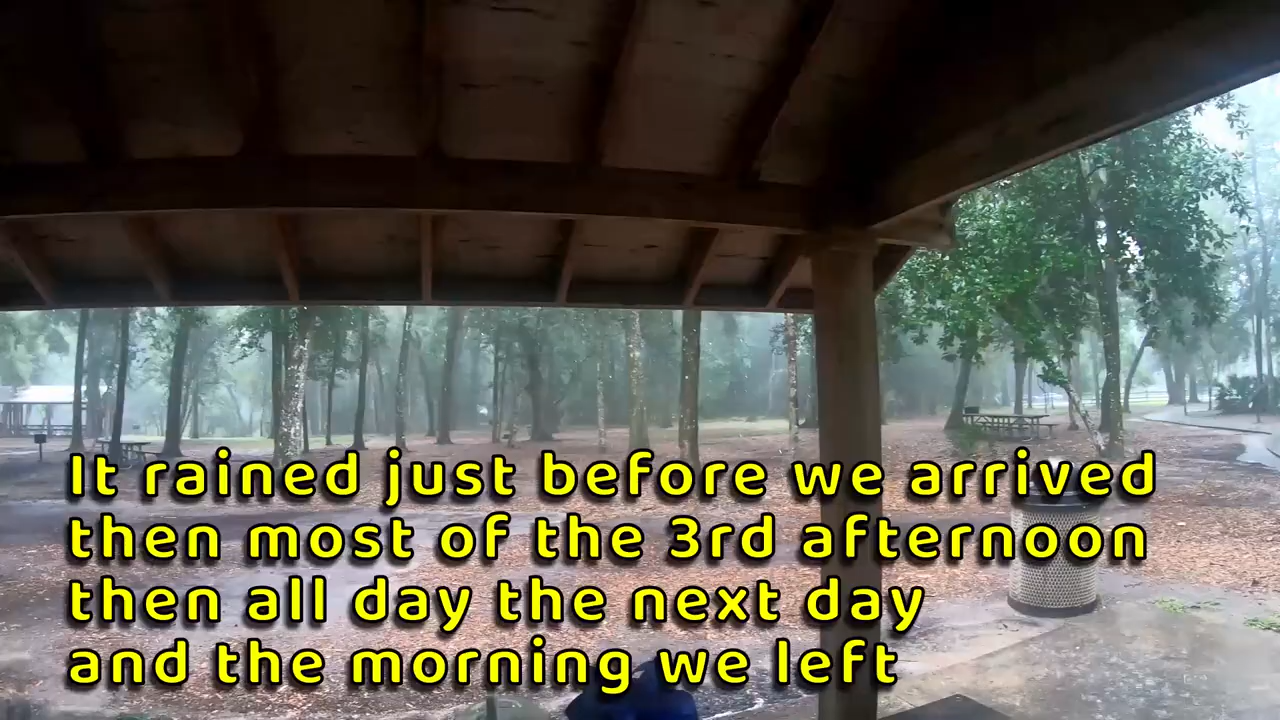 It rained just before we arrived
then most of the 3rd afternoon
then all day the next day
and the morning we left